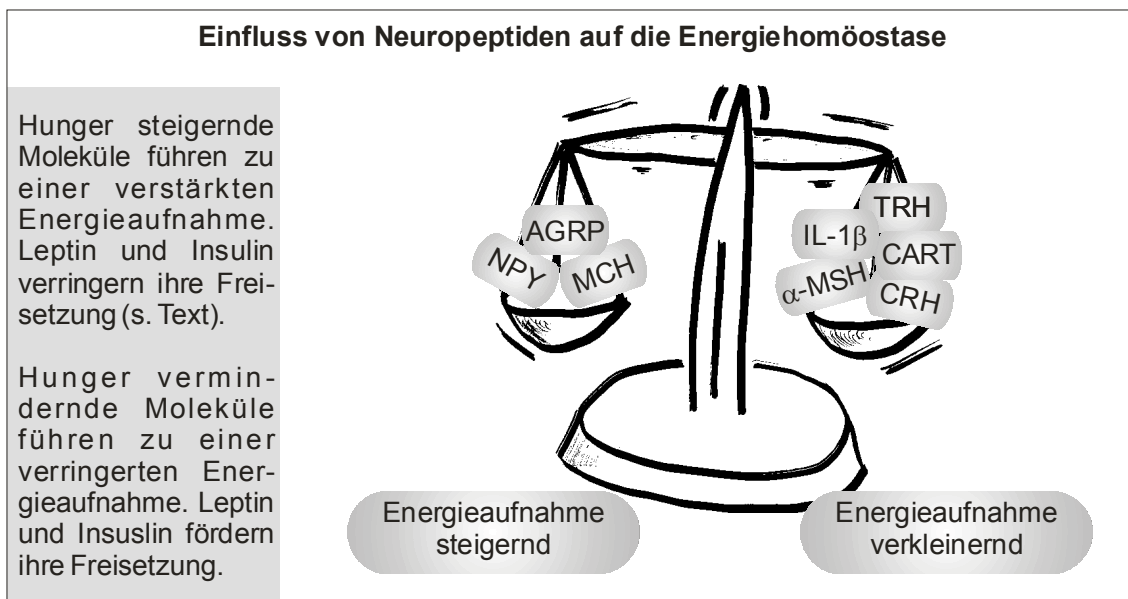 Einfluss von Neuropeptiden auf die Energiehomöostase
Hunger steigernde
Moleküle führen zu
einer verstärkten
Energieaufnahme.
Leptin und Insulin
verringern ihre Frei-
setzung (s. Text).
Hunger vermin-
dernde Moleküle
führen zu einer
verringerten Ener-
gieaufnahme. Leptin
und Insuslin fördern
ihre Freisetzung.
AGRP
NPY
MCH
TRH
IL-1β
CART
α-MSH
CRH
Energieaufnahme
steigernd
Energieaufnahme
verkleinernd